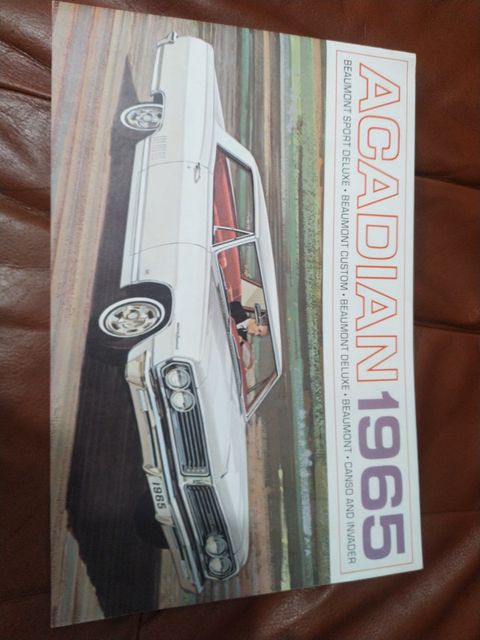 ACADIAN 1965
BEAUMONT SPORT DELUXE • BEAUMONT CUSTOM • BEAUMONT DELUXE • BEAUMONT • CANSO AND INVADER
1965